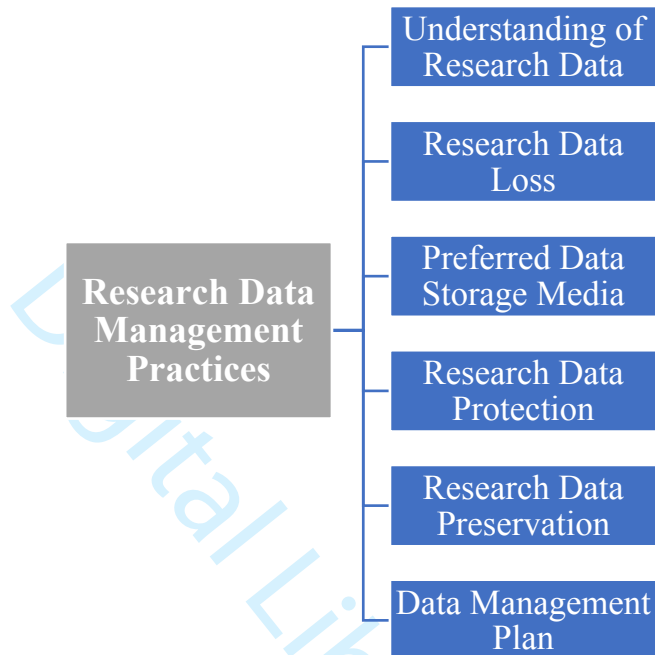 Understanding of
Research Data
Research Data
Loss
Preferred Data
Storage Media
Research Data
Management
Practices
Research Data
Protection
Research Data
Preservation
Data Management
Plan